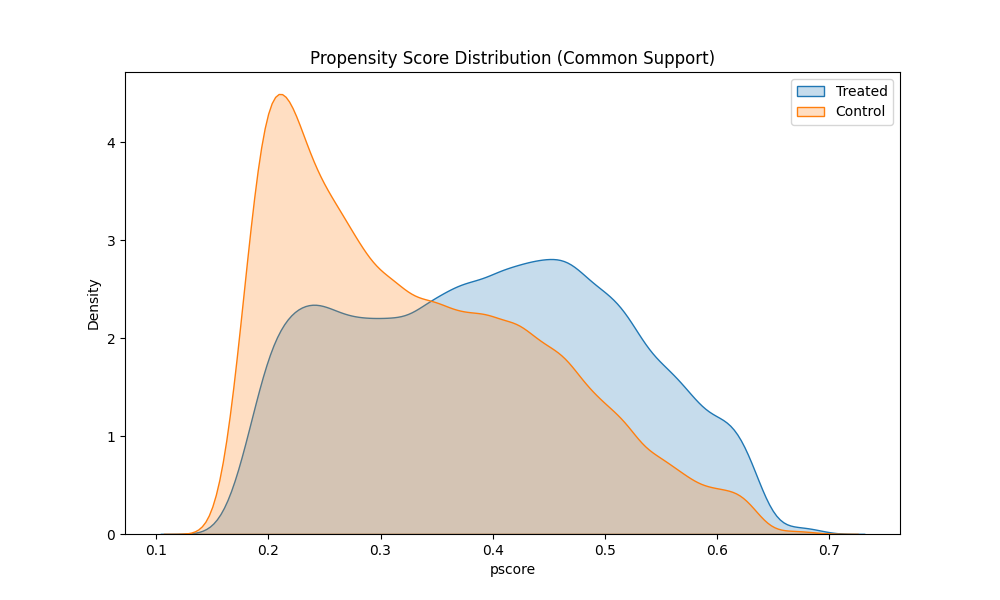 Propensity Score Distribution (Common Support)
Treated
Control
4
3
2
1
0
Density
0.1 0.2 0.3 0.4 0.5 0.6 0.7
pscore